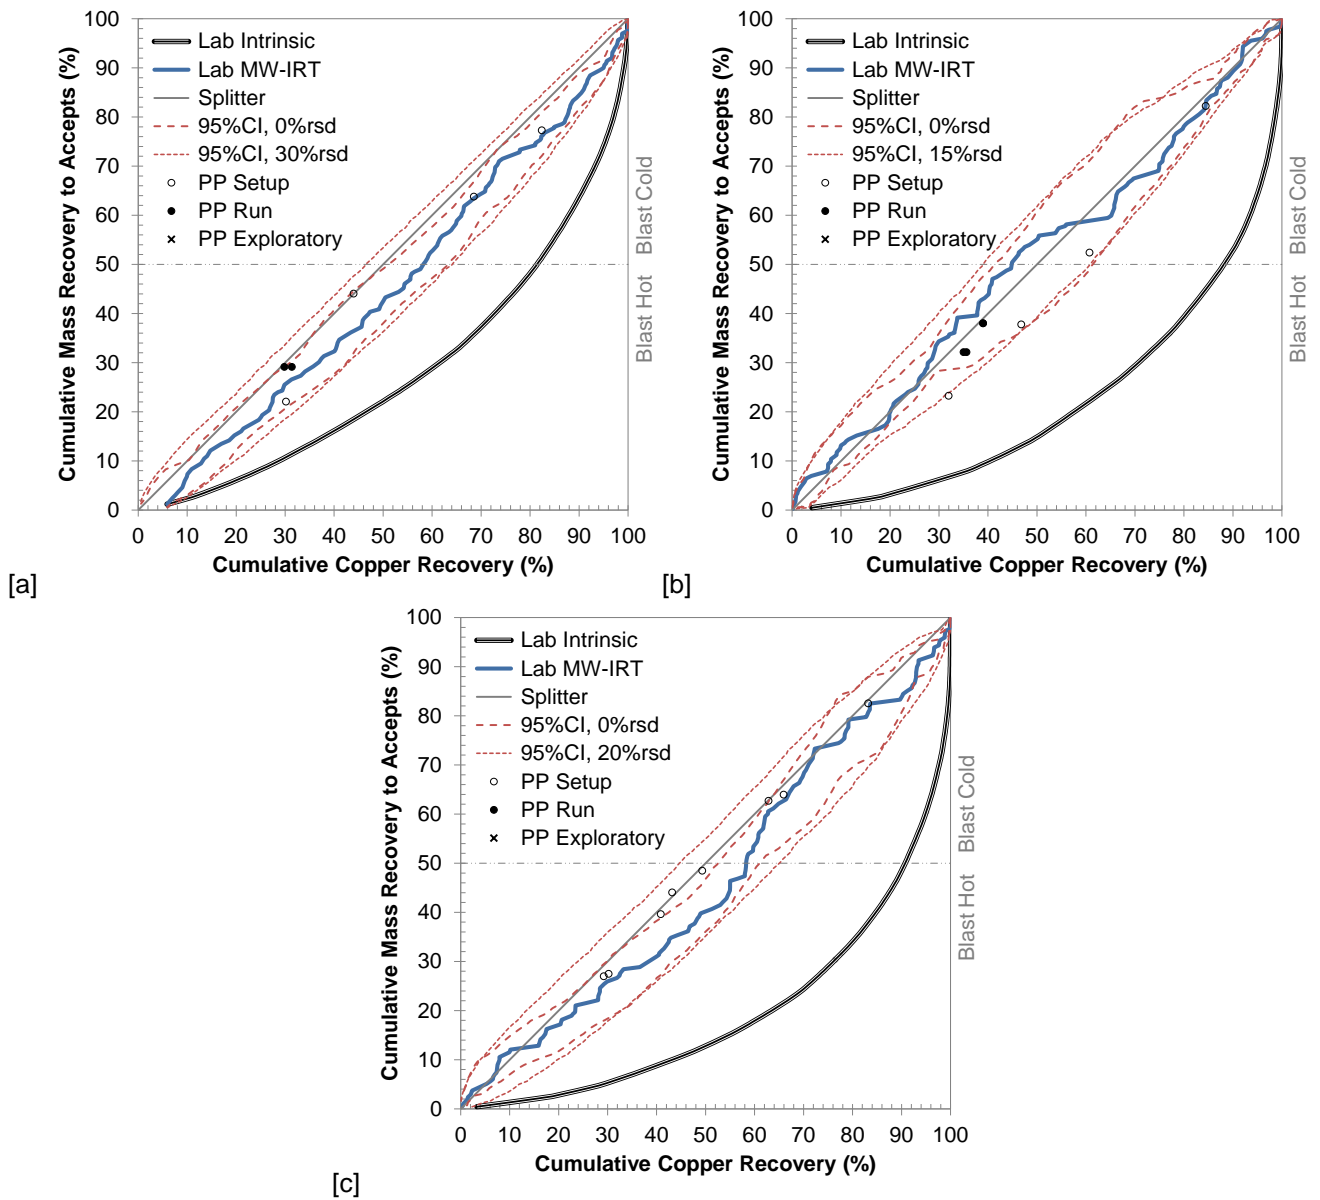 Cumulative Mass Recovery to Accepts (%)
100
90
80
70
60
50
40
30
20
10
0
Lab Intrinsic
Lab MW-IRT
Splitter
95%CI, 0%rsd
95%CI, 30%rsd
PP Setup
PP Run
PP Exploratory
Blast Cold
Blast Hot
0 10 20 30 40 50 60 70 80 90 100
Cumulative Copper Recovery (%)
[a]
Cumulative Mass Recovery to Accepts (%)
100
90
80
70
60
50
40
30
20
10
0
Lab Intrinsic
Lab MW-IRT
Splitter
95%CI, 0%rsd
95%CI, 15%rsd
PP Setup
PP Run
PP Exploratory
Blast Cold
Blast Hot
0 10 20 30 40 50 60 70 80 90 100
Cumulative Copper Recovery (%)
[b]
Cumulative Mass Recovery to Accepts (%)
100
90
80
70
60
50
40
30
20
10
0
Lab Intrinsic
Lab MW-IRT
Splitter
95%CI, 0%rsd
95%CI, 20%rsd
PP Setup
PP Run
PP Exploratory
Blast Cold
Blast Hot
0 10 20 30 40 50 60 70 80 90 100
Cumulative Copper Recovery (%)
[c]